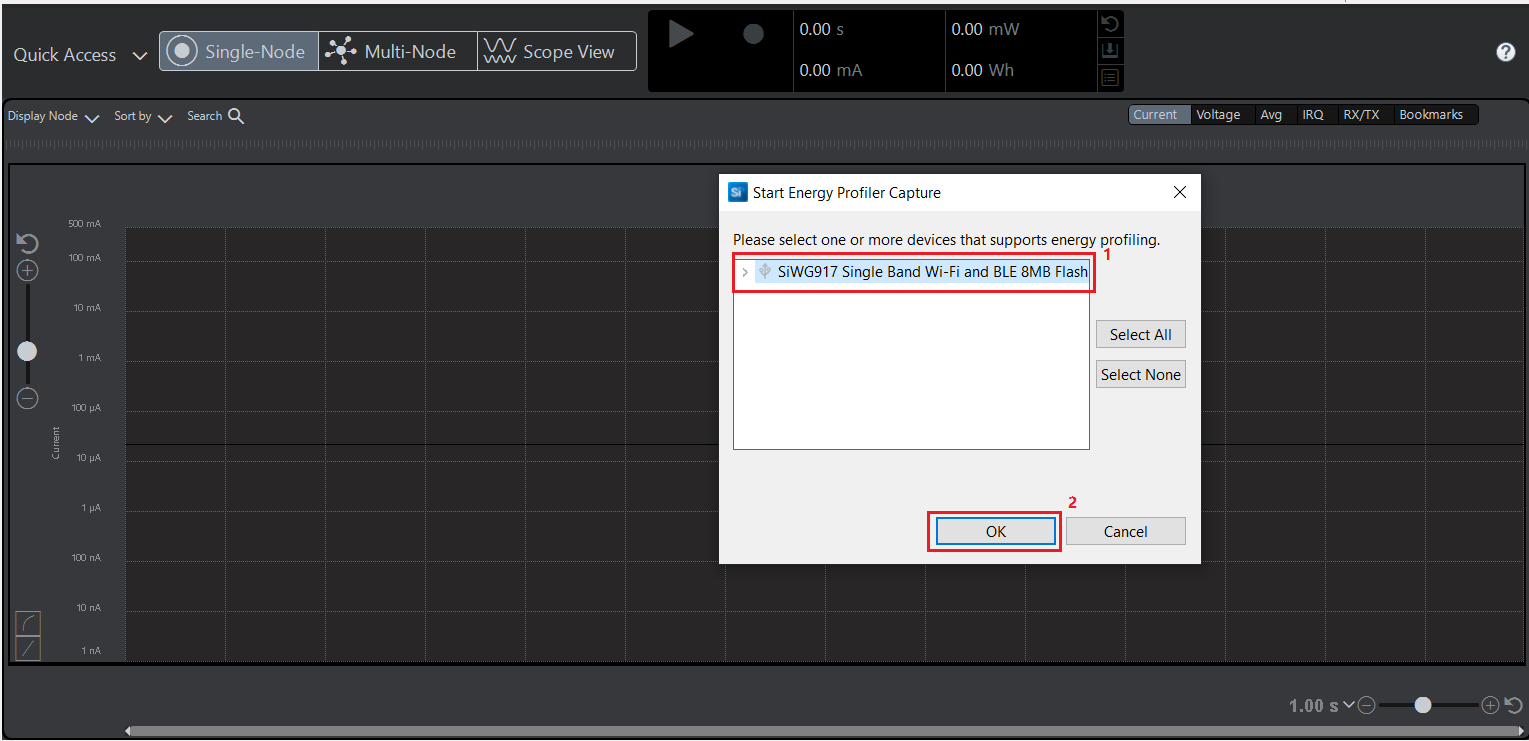 Quick Access
Single-Node
Multi-Node
Scope View
0.00 s
0.00 mW
0.00 mA
0.00 Wh
?
Display Node
Sort by
Search
Current
Voltage
Avg
IRQ
RX/TX
Bookmarks
Si
Start Energy Profiler Capture
Please select one or more devices that supports energy profiling.
1
SiWG917 Single Band Wi-Fi and BLE 8MB Flash
Select All
Select None
2
OK
Cancel
500 mA
100 mA
10 mA
1 mA
100 µA
Current
10 µA
1 µA
100 nA
10 nA
1 nA
1.00 s